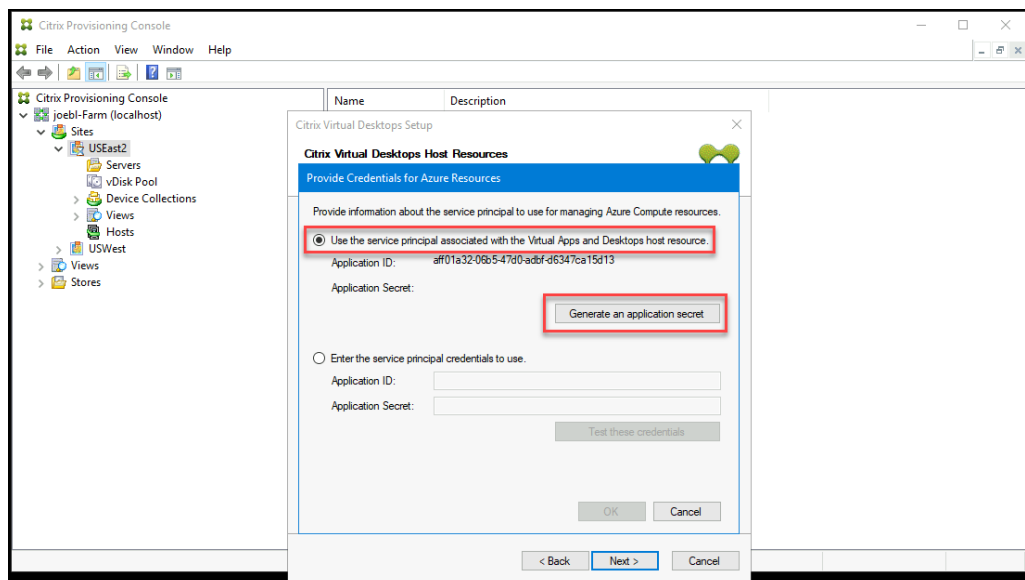 Citrix Provisioning Console
File Action View Window Help
Citrix Provisioning Console
joebl-Farm (localhost)
Sites
USEast2
Servers
vDisk Pool
Device Collections
Views
Hosts
USWest
Views
Stores
Name Description
Citrix Virtual Desktops Setup
Citrix Virtual Desktops Host Resources
Provide Credentials for Azure Resources
Provide information about the service principal to use for managing Azure Compute resources.
Use the service principal associated with the Virtual Apps and Desktops host resource.
Application ID: aff01a32-06b5-47d0-adbf-d6347ca15d13
Application Secret:
Generate an application secret
Enter the service principal credentials to use.
Application ID:
Application Secret:
Test these credentials
OK Cancel
< Back Next > Cancel